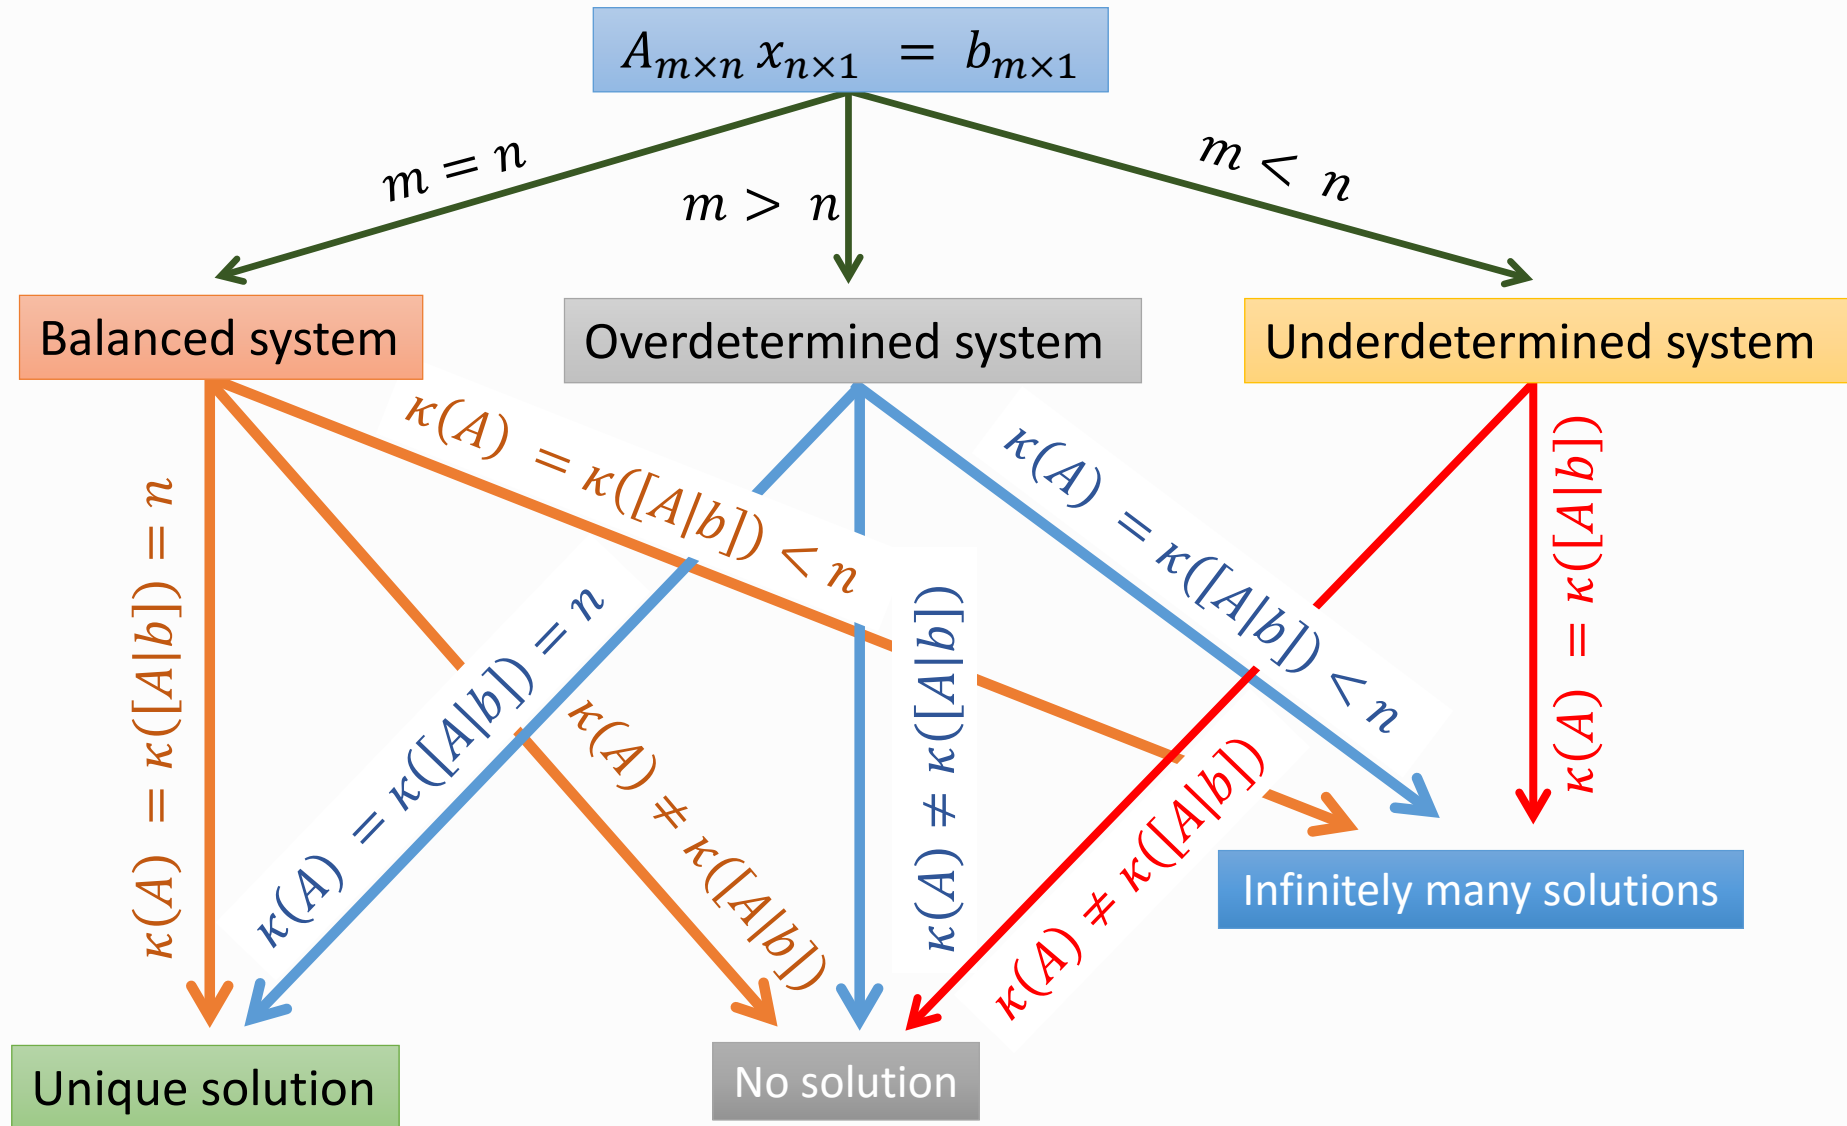 A_{m×n} x_{n×1} = b_{m×1}
m = n
m > n
m < n
Balanced system
Overdetermined system
Underdetermined system
κ(A) = κ([A|b]) = n
κ(A) ≠ κ([A|b])
κ(A) = κ([A|b]) < n
κ(A) = κ([A|b]) = n
κ(A) ≠ κ([A|b])
κ(A) = κ([A|b]) < n
κ(A) ≠ κ([A|b])
κ(A) = κ([A|b])
Infinitely many solutions
Unique solution
No solution